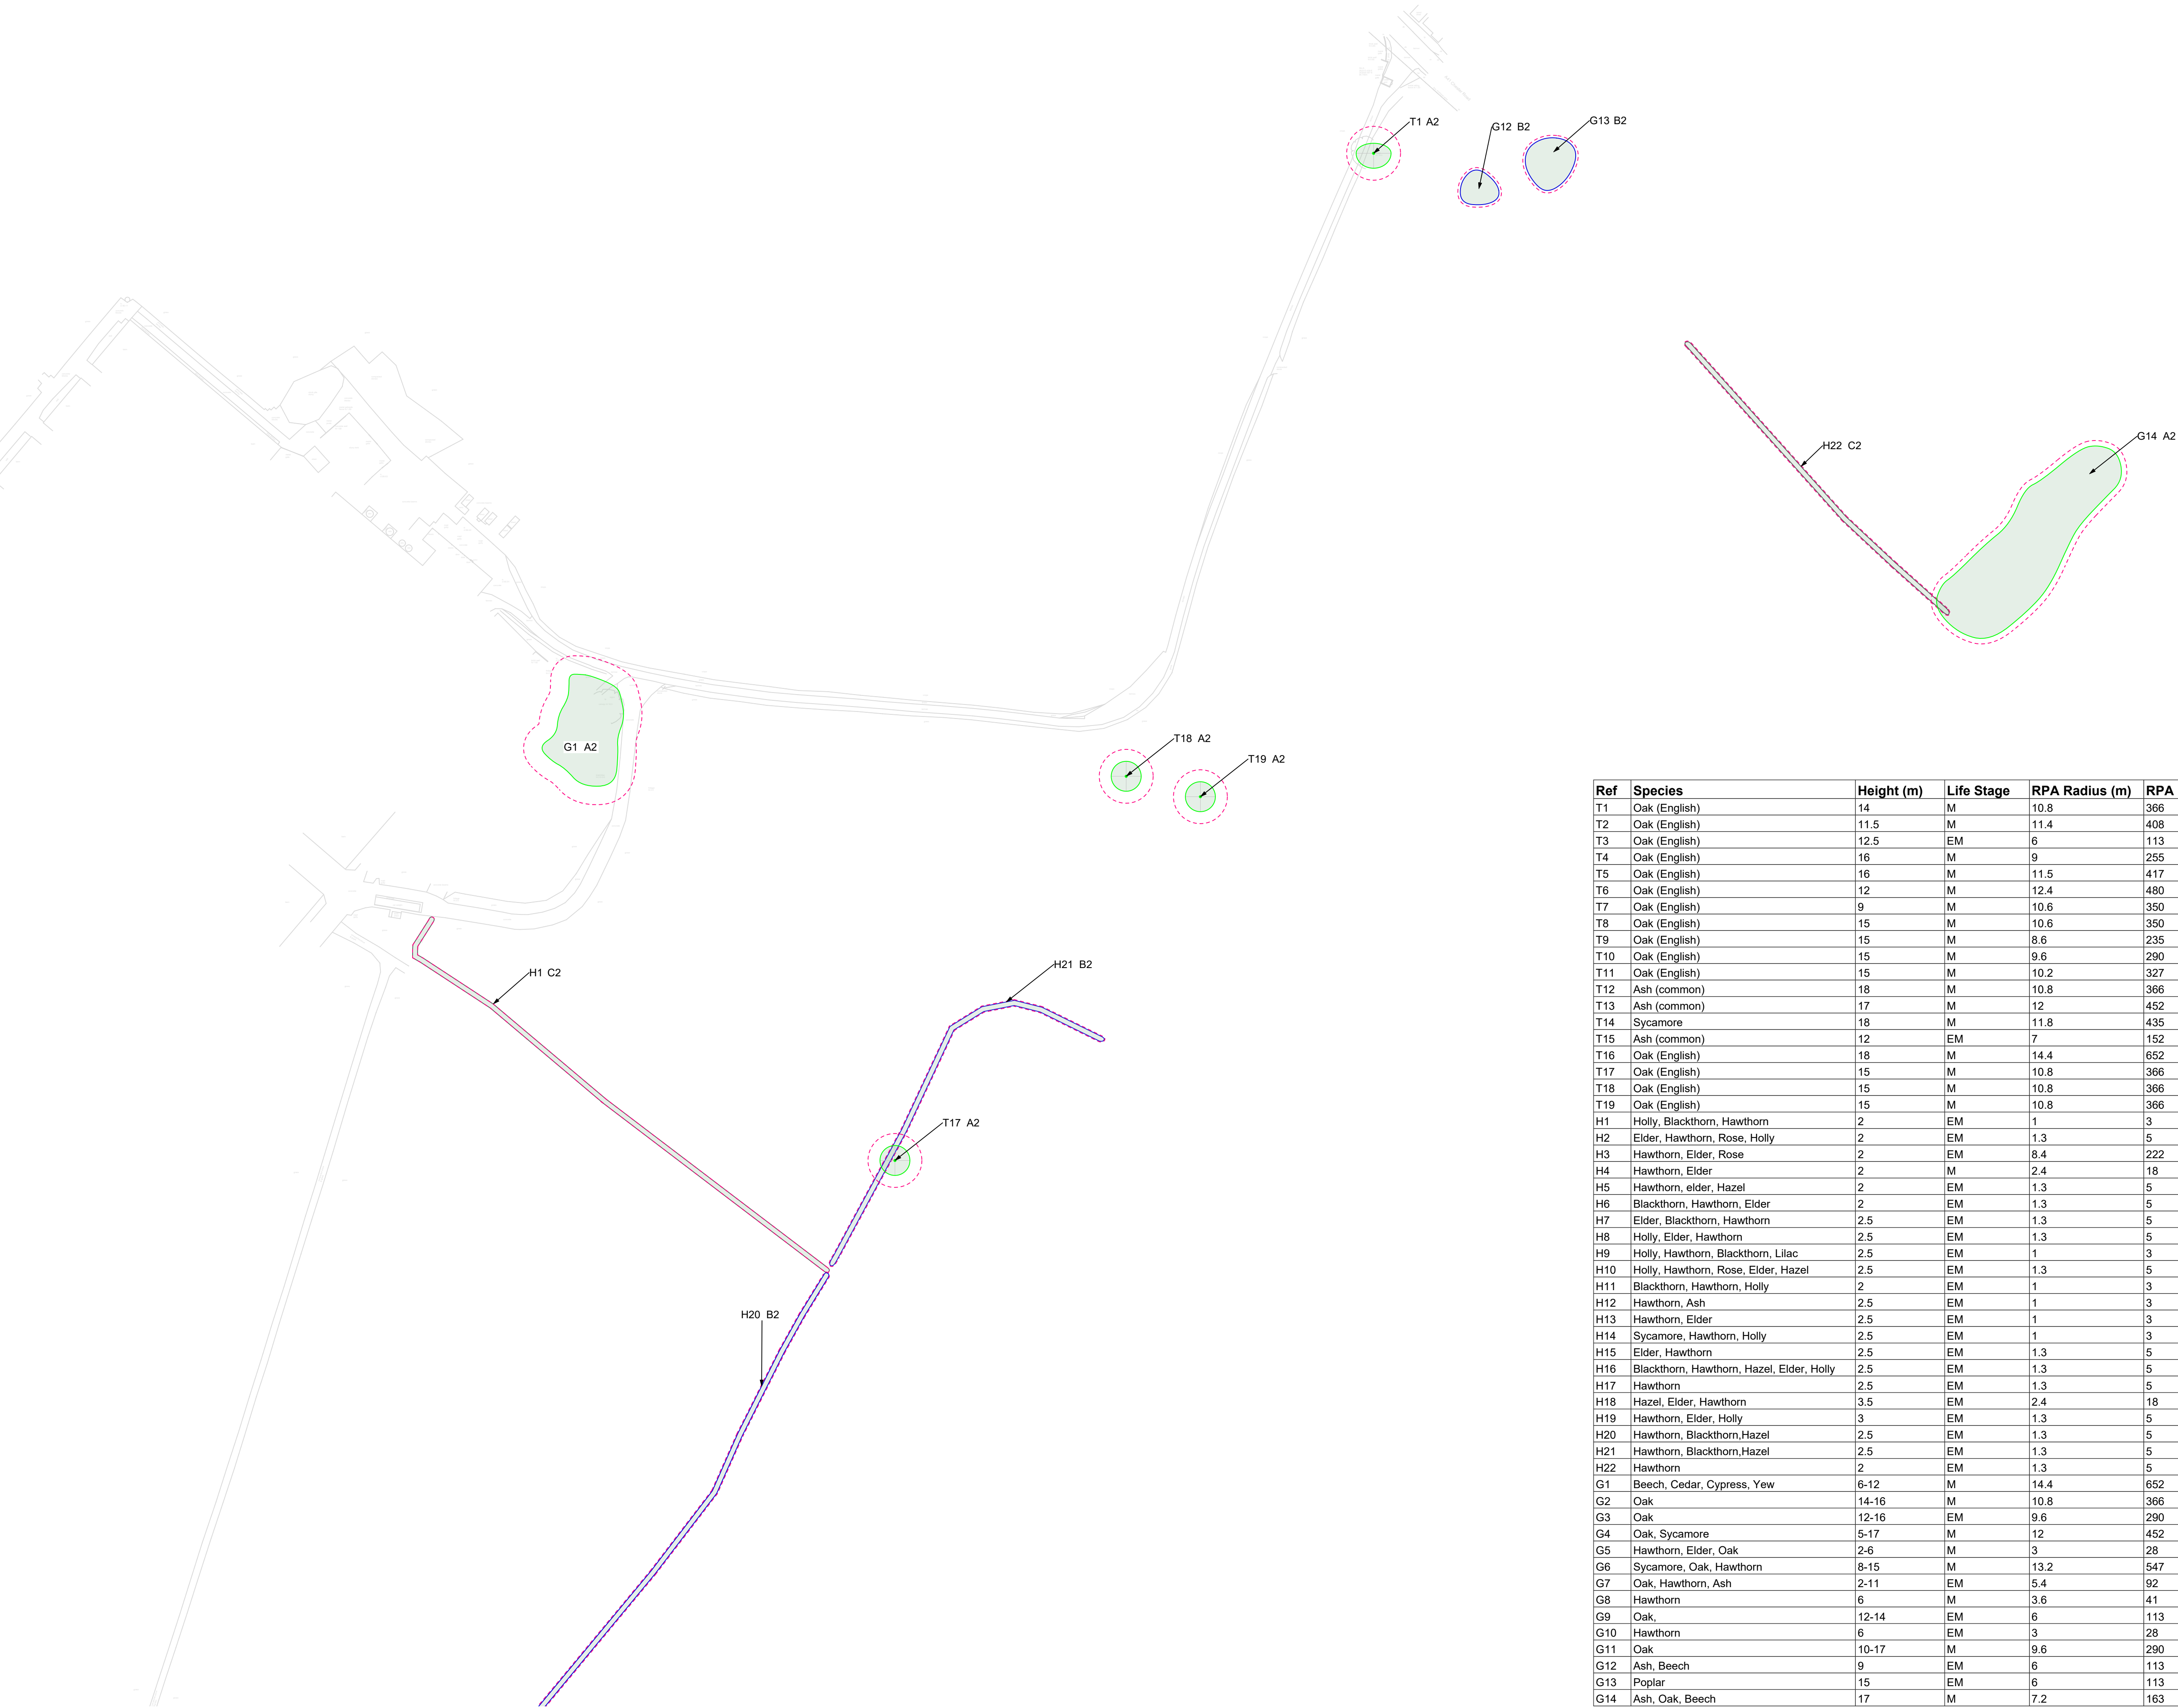 T1 A2
G12 B2
G13 B2
H22 C2
G14 A2
G1 A2
T18 A2
T19 A2
H1 C2
H21 B2
T17 A2
H20 B2
Ref Species Height (m) Life Stage RPA Radius (m) RPA
T1 Oak (English) 14 M 10.8 366
T2 Oak (English) 11.5 M 11.4 408
T3 Oak (English) 12.5 EM 6 113
T4 Oak (English) 16 M 9 255
T5 Oak (English) 16 M 11.5 417
T6 Oak (English) 12 M 12.4 480
T7 Oak (English) 9 M 10.6 350
T8 Oak (English) 15 M 10.6 350
T9 Oak (English) 15 M 8.6 235
T10 Oak (English) 15 M 9.6 290
T11 Oak (English) 15 M 10.2 327
T12 Ash (common) 18 M 10.8 366
T13 Ash (common) 17 M 12 452
T14 Sycamore 18 M 11.8 435
T15 Ash (common) 12 EM 7 152
T16 Oak (English) 18 M 14.4 652
T17 Oak (English) 15 M 10.8 366
T18 Oak (English) 15 M 10.8 366
T19 Oak (English) 15 M 10.8 366
H1 Holly, Blackthorn, Hawthorn 2 EM 1 3
H2 Elder, Hawthorn, Rose, Holly 2 EM 1.3 5
H3 Hawthorn, Elder, Rose 2 EM 8.4 222
H4 Hawthorn, Elder 2 M 2.4 18
H5 Hawthorn, elder, Hazel 2 EM 1.3 5
H6 Blackthorn, Hawthorn, Elder 2 EM 1.3 5
H7 Elder, Blackthorn, Hawthorn 2.5 EM 1.3 5
H8 Holly, Elder, Hawthorn 2.5 EM 1.3 5
H9 Holly, Hawthorn, Blackthorn, Lilac 2.5 EM 1 3
H10 Holly, Hawthorn, Rose, Elder, Hazel 2.5 EM 1.3 5
H11 Blackthorn, Hawthorn, Holly 2 EM 1 3
H12 Hawthorn, Ash 2.5 EM 1 3
H13 Hawthorn, Elder 2.5 EM 1 3
H14 Sycamore, Hawthorn, Holly 2.5 EM 1 3
H15 Elder, Hawthorn 2.5 EM 1.3 5
H16 Blackthorn, Hawthorn, Hazel, Elder, Holly 2.5 EM 1.3 5
H17 Hawthorn 2.5 EM 1.3 5
H18 Hazel, Elder, Hawthorn 3.5 EM 2.4 18
H19 Hawthorn, Elder, Holly 3 EM 1.3 5
H20 Hawthorn, Blackthorn,Hazel 2.5 EM 1.3 5
H21 Hawthorn, Blackthorn,Hazel 2.5 EM 1.3 5
H22 Hawthorn 2 EM 1.3 5
G1 Beech, Cedar, Cypress, Yew 6-12 M 14.4 652
G2 Oak 14-16 M 10.8 366
G3 Oak 12-16 EM 9.6 290
G4 Oak, Sycamore 5-17 M 12 452
G5 Hawthorn, Elder, Oak 2-6 M 3 28
G6 Sycamore, Oak, Hawthorn 8-15 M 13.2 547
G7 Oak, Hawthorn, Ash 2-11 EM 5.4 92
G8 Hawthorn 6 M 3.6 41
G9 Oak, 12-14 EM 6 113
G10 Hawthorn 6 EM 3 28
G11 Oak 10-17 M 9.6 290
G12 Ash, Beech 9 EM 6 113
G13 Poplar 15 EM 6 113
G14 Ash, Oak, Beech 17 M 7.2 163